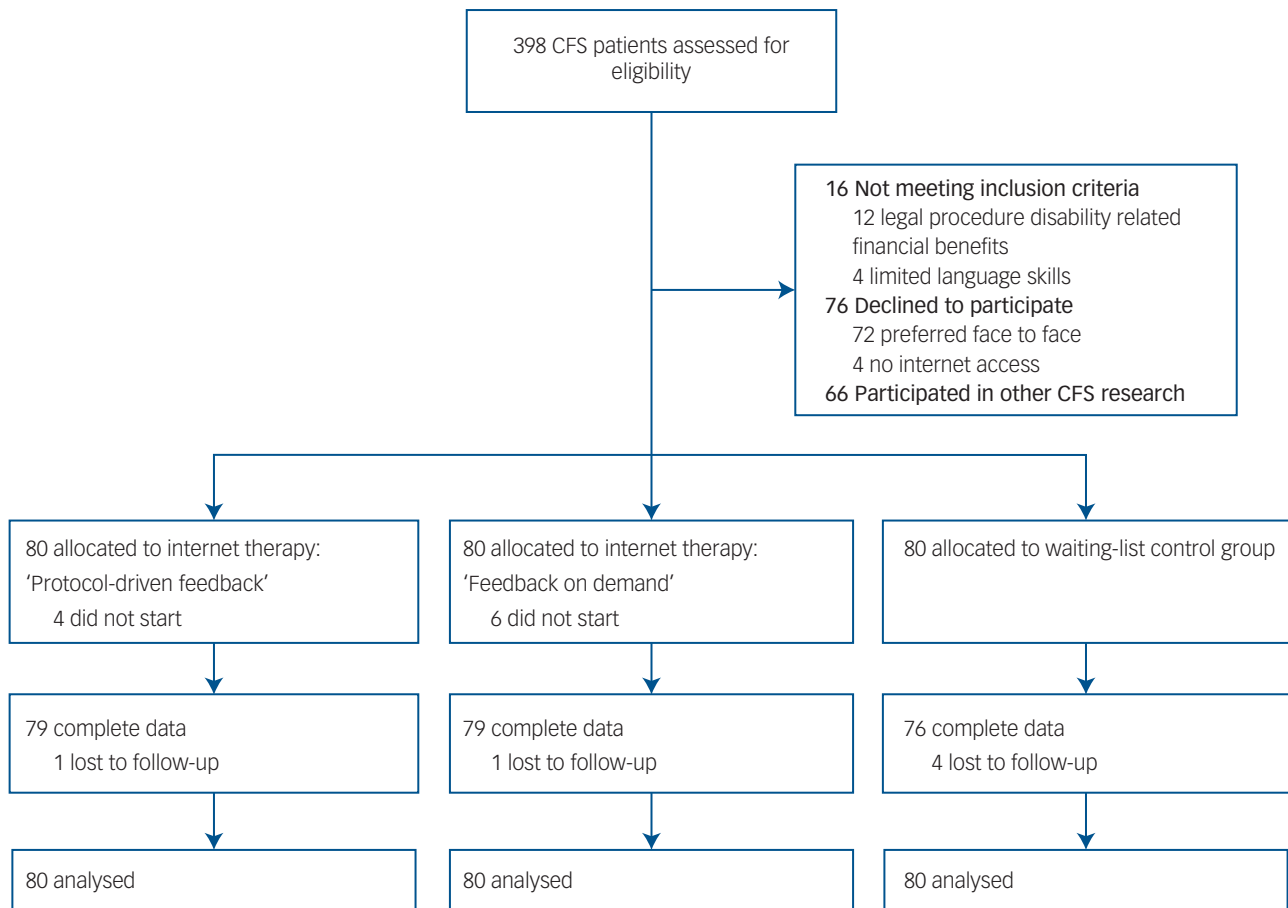 398 CFS patients assessed for
eligibility
16 Not meeting inclusion criteria
12 legal procedure disability related
financial benefits
4 limited language skills
76 Declined to participate
72 preferred face to face
4 no internet access
66 Participated in other CFS research
80 allocated to internet therapy:
‘Protocol-driven feedback’
4 did not start
80 allocated to internet therapy:
‘Feedback on demand’
6 did not start
80 allocated to waiting-list control group
79 complete data
1 lost to follow-up
79 complete data
1 lost to follow-up
76 complete data
4 lost to follow-up
80 analysed
80 analysed
80 analysed